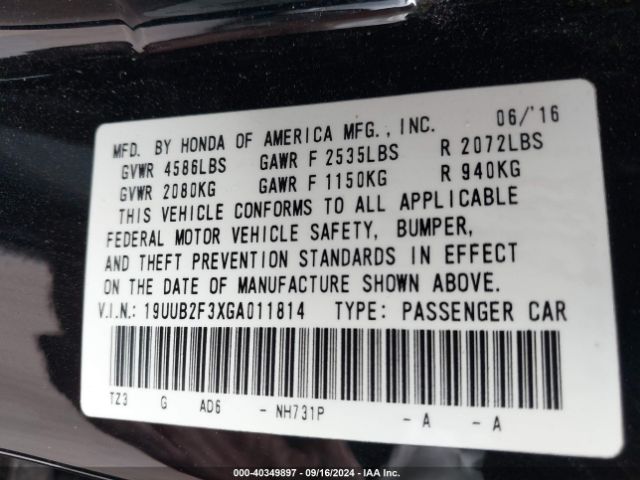 MFD. BY HONDA OF AMERICA MFG., INC. 06/'16
GVWR 4586LBS GAWR F 2535LBS R 2072LBS
GVWR 2080KG GAWR F 1150KG R 940KG
THIS VEHICLE CONFORMS TO ALL APPLICABLE
FEDERAL MOTOR VEHICLE SAFETY, BUMPER,
AND THEFT PREVENTION STANDARDS IN EFFECT
ON THE DATE OF MANUFACTURE SHOWN ABOVE.
V.I.N.: 19UUB2F3XGA011814 TYPE: PASSENGER CAR
TZ3 G AD6 - NH731P - A - A
(C) COPART - 40349897 - 09/16/2024 - IAA Inc.